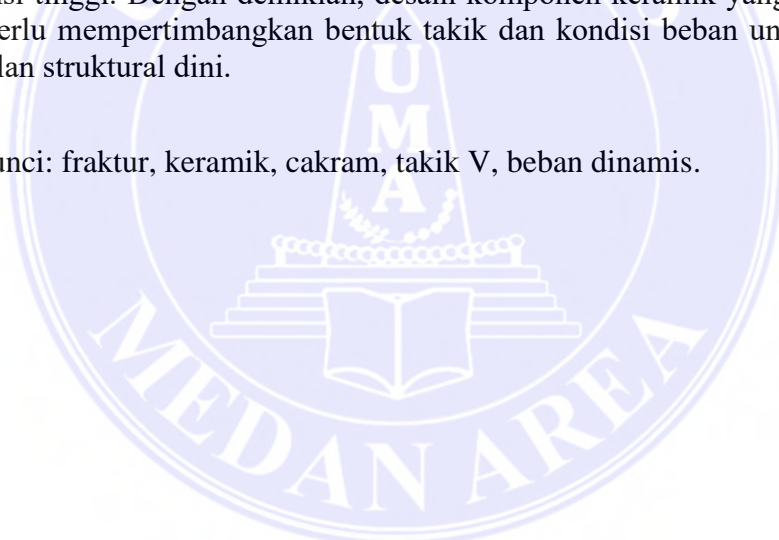 si tinggi. Dengan demikian, desain komponen keramik yang
erlu mempertimbangkan bentuk takik dan kondisi beban un
lan struktural dini.
unci: fraktur, keramik, cakram, takik V, beban dinamis.
U
M
A
MEDAN AREA